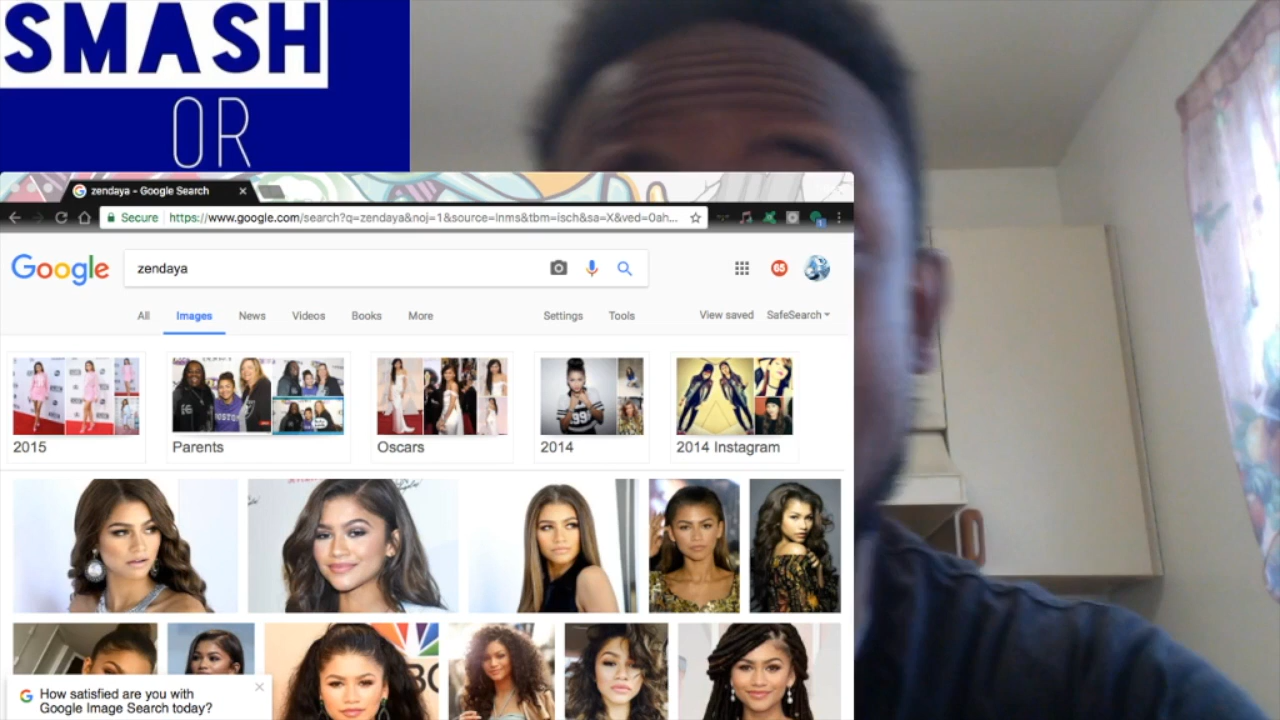 SMASH
OR
zendaya - Google Search
Secure https://www.google.com/search?q=zendaya&noj=1&source=lnms&tbm=isch&sa=X&ved=0ah...
Google
zendaya
65
All Images News Videos Books More Settings Tools View saved SafeSearch
2015 Parents Oscars 2014 2014 Instagram
How satisfied are you with
Google Image Search today?